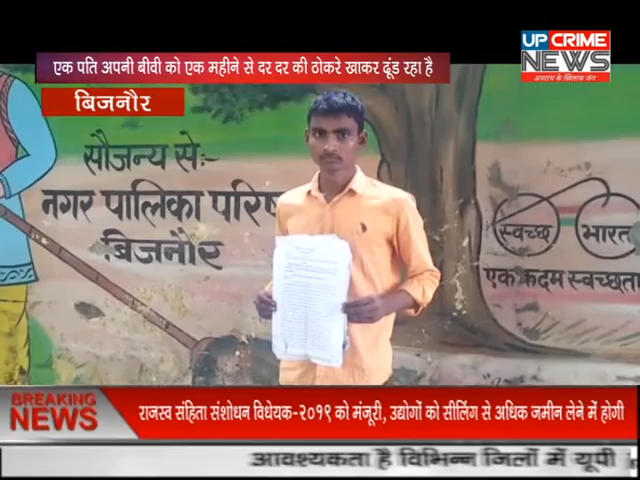 UP CRIME
NEWS
अपराध के खिलाफ जंग
एक पति अपनी बीवी को एक महीने से दर दर की ठोकरे खाकर ढूंड रहा है
बिजनौर
सौजन्य से:-
नगर पालिका परिष
बिजनौर
स्वच्छ भारत
एक कदम स्वच्छता
BREAKING
NEWS
राजस्व संहिता संशोधन विधेयक-२०१९ को मंजूरी, उद्योगों को सीलिंग से अधिक जमीन लेने में होगी
आवश्यकता है विभिन्न जिलों में यूपी